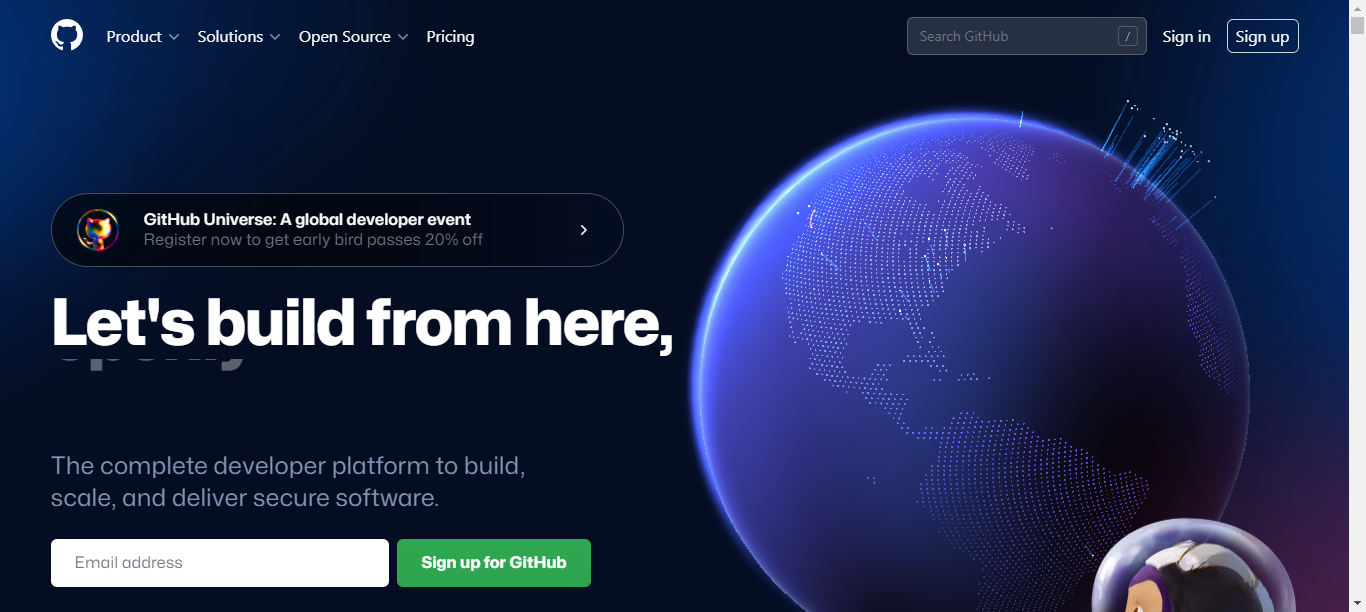 Product
Solutions
Open Source
Pricing
Search GitHub
/
Sign in
Sign up
GitHub Universe: A global developer event
Register now to get early bird passes 20% off
Let's build from here,
The complete developer platform to build,
scale, and deliver secure software.
Email address
Sign up for GitHub